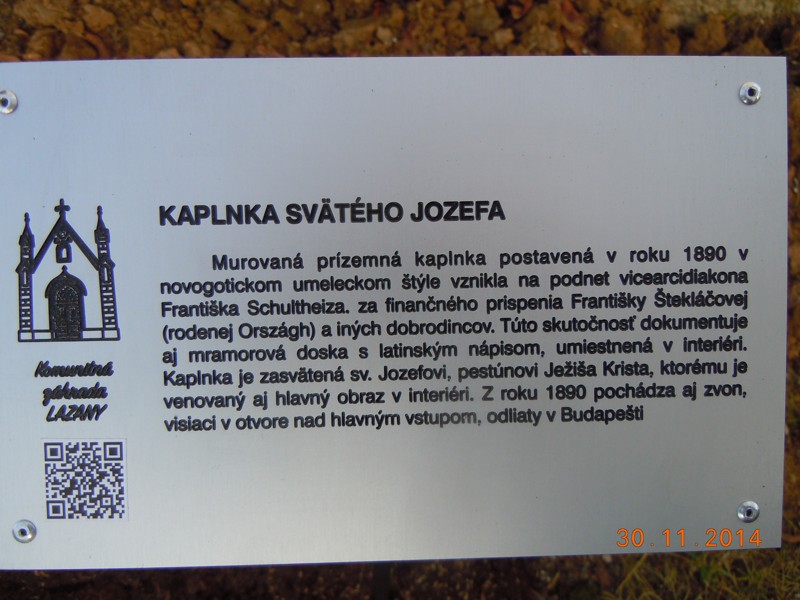 KAPLNKA SVÄTÉHO JOZEFA
Murovaná prízemná kaplnka postavená v roku 1890 v
novogotickom umeleckom štýle vznikla na podnet vicearcidiakona
Františka Schultheiza. za finančného prispenia Františky Štekláčovej
(rodenej Országh) a iných dobrodincov. Túto skutočnosť dokumentuje
aj mramorová doska s latinským nápisom, umiestnená v interiéri.
Kaplnka je zasvätená sv. Jozefovi, pestúnovi Ježiša Krista, ktorému je
venovaný aj hlavný obraz v interiéri. Z roku 1890 pochádza aj zvon,
visiaci v otvore nad hlavným vstupom, odliaty v Budapešti
Komunitná
záhrada
LAZANY
30.11.2014